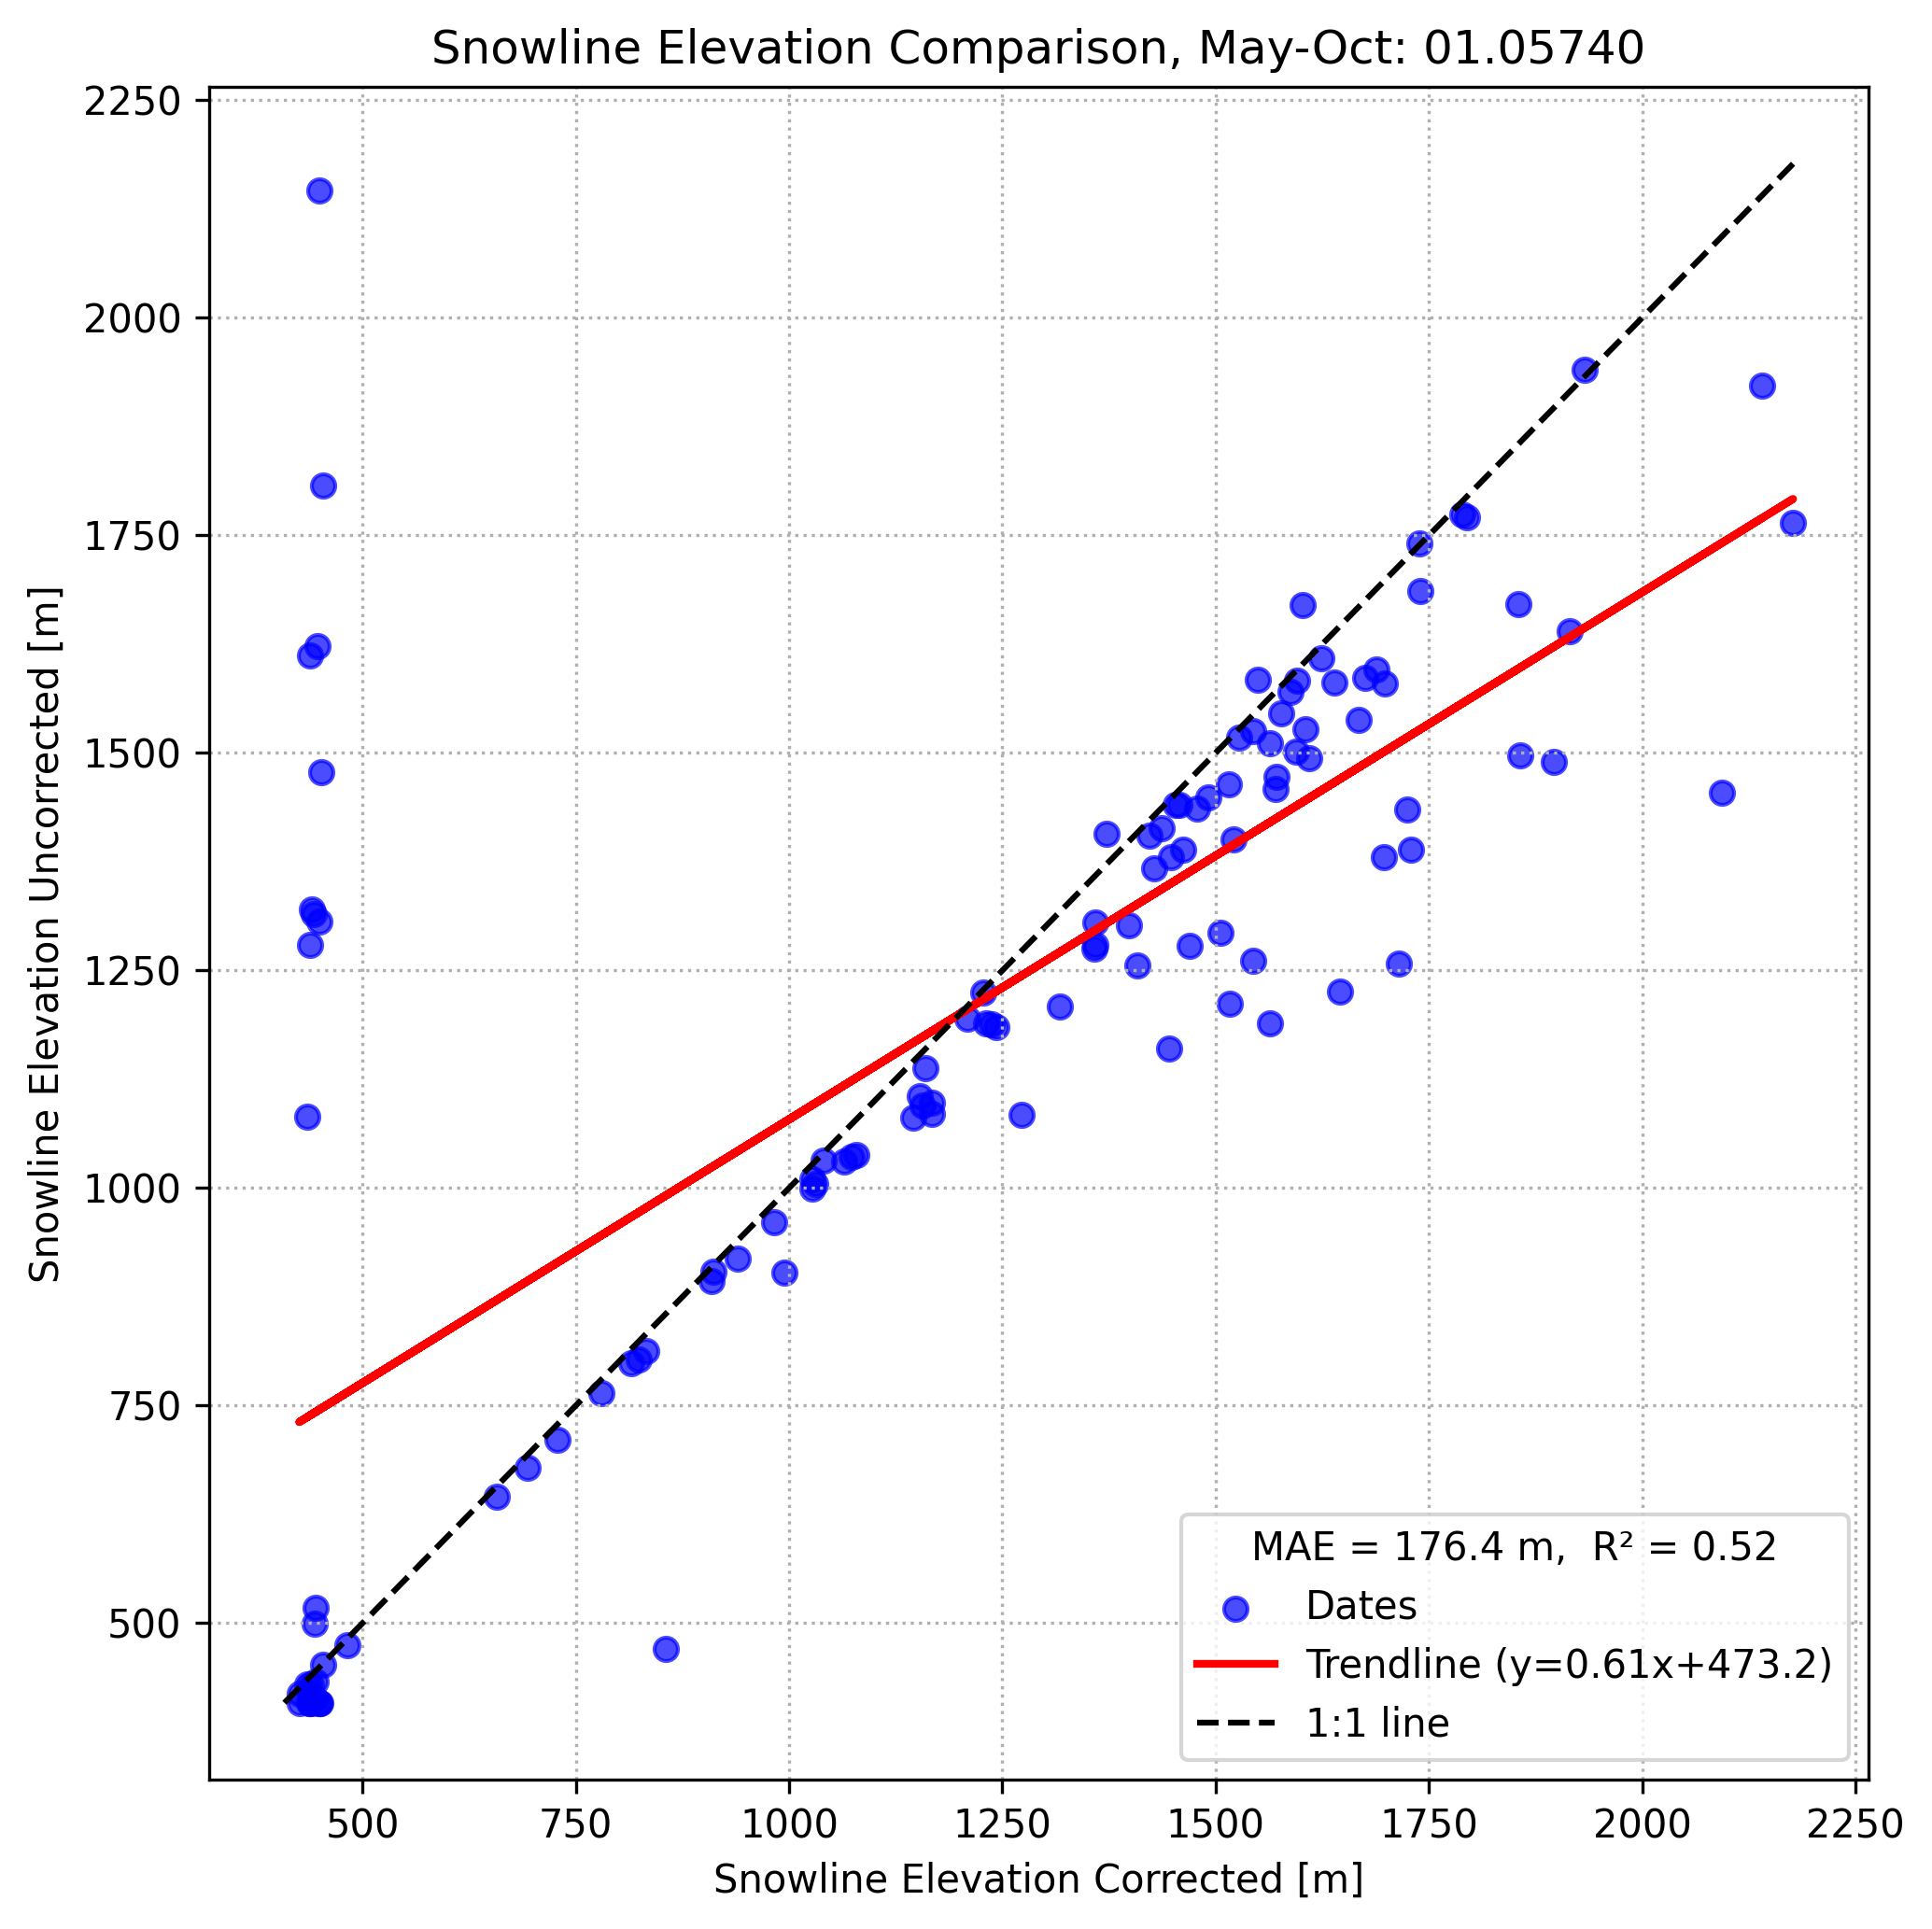 Snowline Elevation Comparison, May-Oct: 01.05740
2250
2000
1750
1500
1250
1000
750
500
Snowline Elevation Uncorrected [m]
MAE = 176.4 m,  R² = 0.52
Dates
Trendline (y=0.61x+473.2)
1:1 line
500 750 1000 1250 1500 1750 2000 2250
Snowline Elevation Corrected [m]